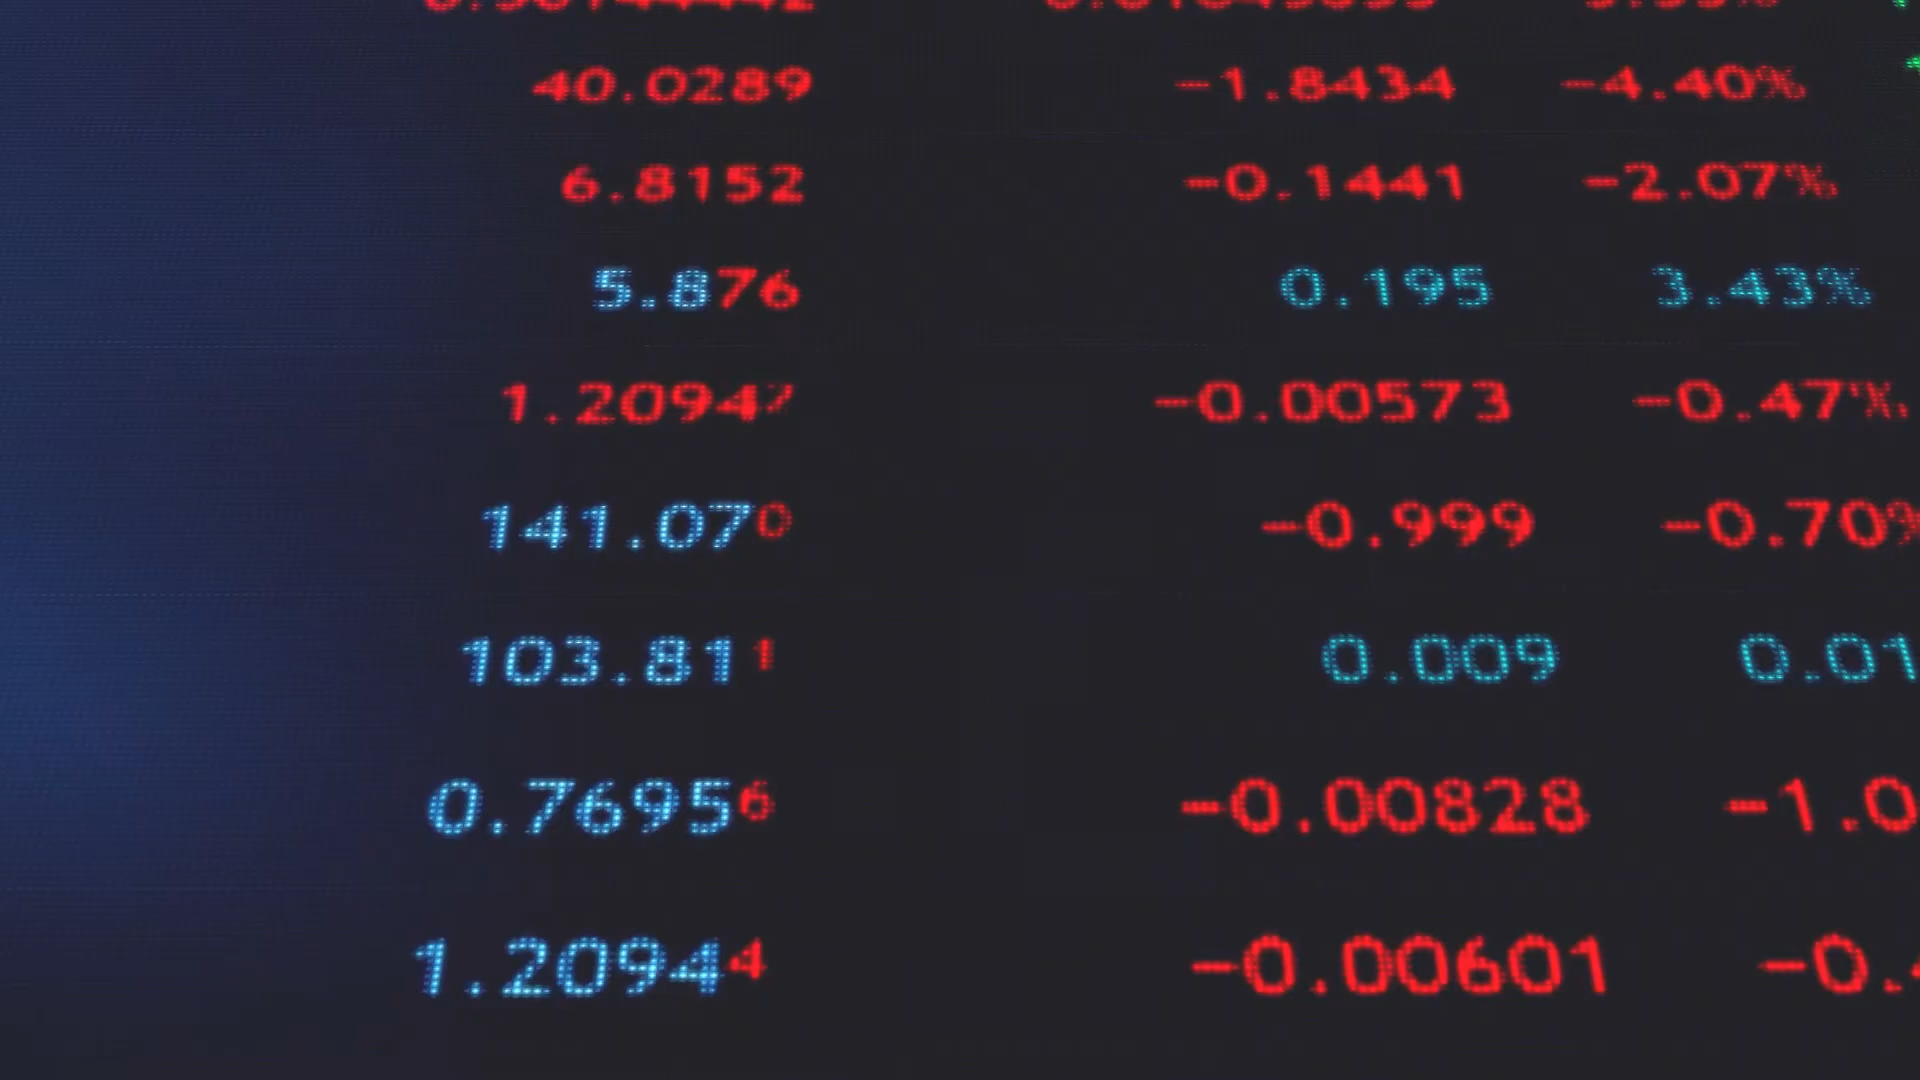 40.0289 -1.8434 -4.40%
6.8152 -0.1441 -2.07%
5.876 0.195 3.43%
1.20947 -0.00573 -0.47%
141.070 -0.999 -0.70%
103.811 0.009 0.01
0.76956 -0.00828 -1.0
1.20944 -0.00601 -0.